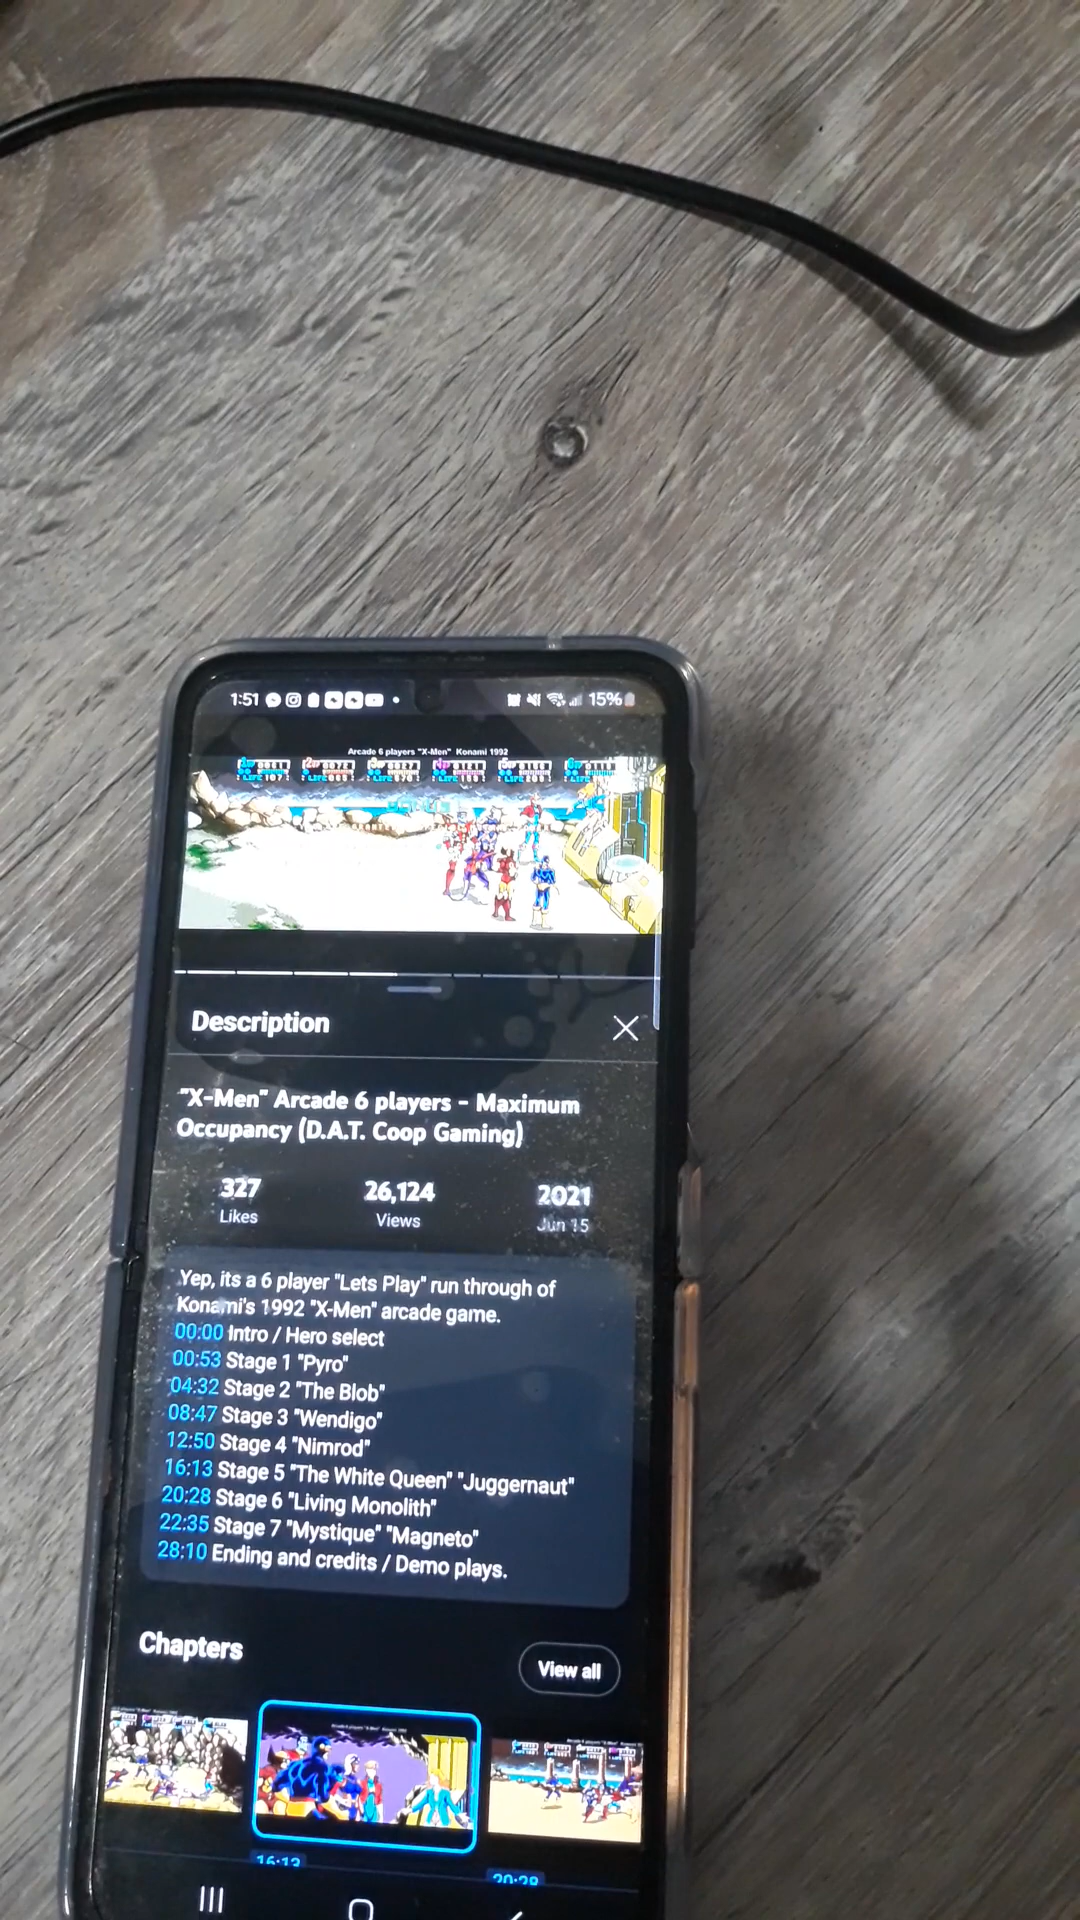 1:51
15%
Arcade 6 players "X-Men" Konami 1992
Description
"X-Men" Arcade 6 players - Maximum
Occupancy (D.A.T. Coop Gaming)
327 26,124 2021
Likes Views Jun 15
Yep, its a 6 player "Lets Play" run through of
Konami's 1992 "X-Men" arcade game.
00:00 Intro / Hero select
00:53 Stage 1 "Pyro"
04:32 Stage 2 "The Blob"
08:47 Stage 3 "Wendigo"
12:50 Stage 4 "Nimrod"
16:13 Stage 5 "The White Queen" "Juggernaut"
20:28 Stage 6 "Living Monolith"
22:35 Stage 7 "Mystique" "Magneto"
28:10 Ending and credits / Demo plays.
Chapters
View all
16:13
20:28